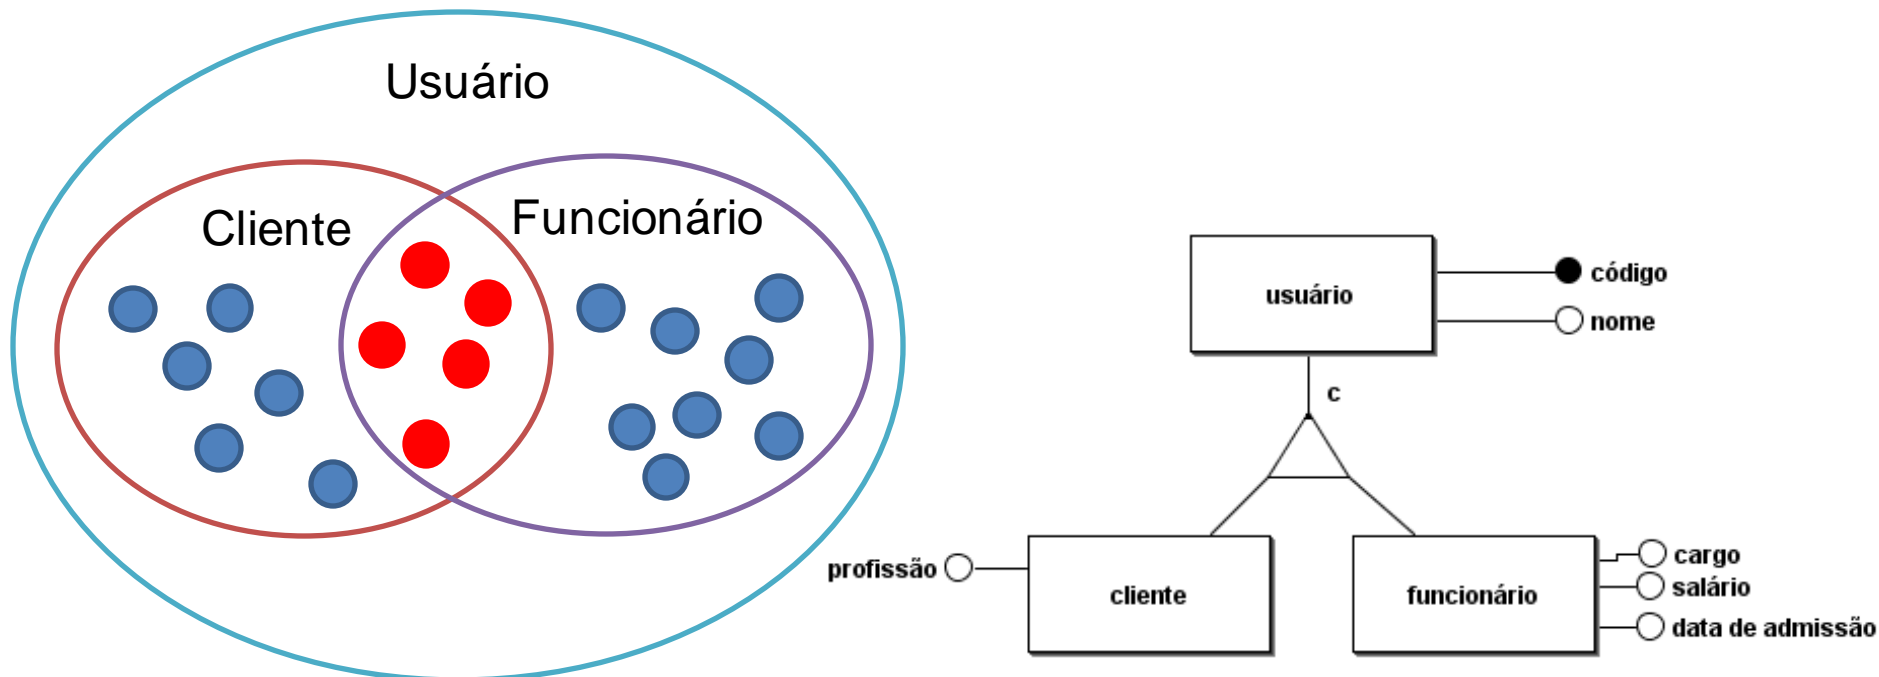 Usuário
Cliente
Funcionário
usuário
código
nome
c
profissão
cliente
funcionário
cargo
salário
data de admissão